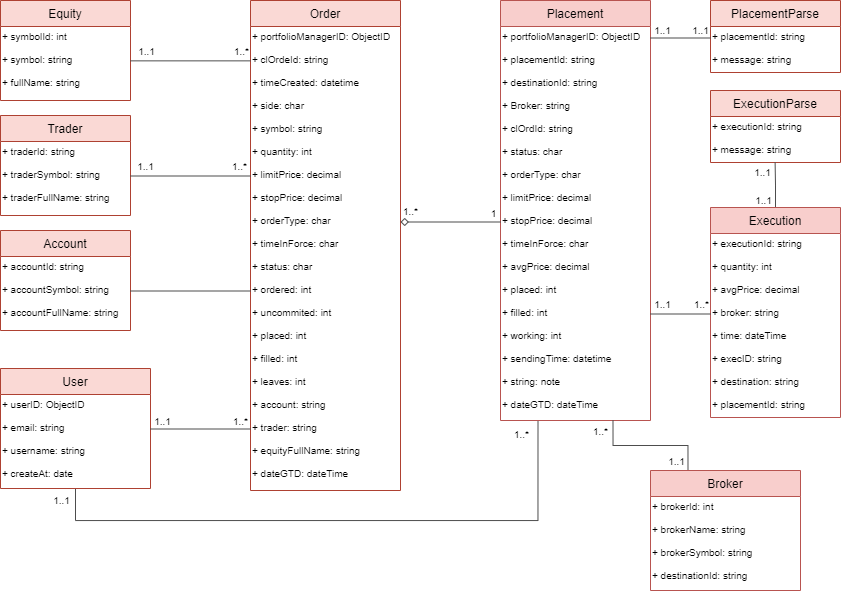 Equity
+ symbolId: int
+ symbol: string
+ fullName: string
1..1
1..*
Trader
+ traderId: string
+ traderSymbol: string
+ traderFullName: string
1..1
1..*
Account
+ accountId: string
+ accountSymbol: string
+ accountFullName: string
User
+ userID: ObjectID
+ email: string
+ username: string
+ createAt: date
1..1
1..*
1..1
Order
+ portfolioManagerID: ObjectID
+ clOrdeId: string
+ timeCreated: datetime
+ side: char
+ symbol: string
+ quantity: int
+ limitPrice: decimal
+ stopPrice: decimal
+ orderType: char
+ timeInForce: char
+ status: char
+ ordered: int
+ uncommited: int
+ placed: int
+ filled: int
+ leaves: int
+ account: string
+ trader: string
+ equityFullName: string
+ dateGTD: dateTime
1..*
1
Placement
+ portfolioManagerID: ObjectID
+ placementId: string
+ destinationId: string
+ Broker: string
+ clOrdId: string
+ status: char
+ orderType: char
+ limitPrice: decimal
+ stopPrice: decimal
+ timeInForce: char
+ avgPrice: decimal
+ placed: int
+ filled: int
+ working: int
+ sendingTime: datetime
+ string: note
+ dateGTD: dateTime
1..*
1..*
1..1
1..1
1..1
PlacementParse
+ placementId: string
+ message: string
ExecutionParse
+ executionId: string
+ message: string
1..1
1..1
Execution
+ executionId: string
+ quantity: int
+ avgPrice: decimal
+ broker: string
+ time: dateTime
+ execID: string
+ destination: string
+ placementId: string
1..1
1..*
Broker
+ brokerId: int
+ brokerName: string
+ brokerSymbol: string
+ destinationId: string